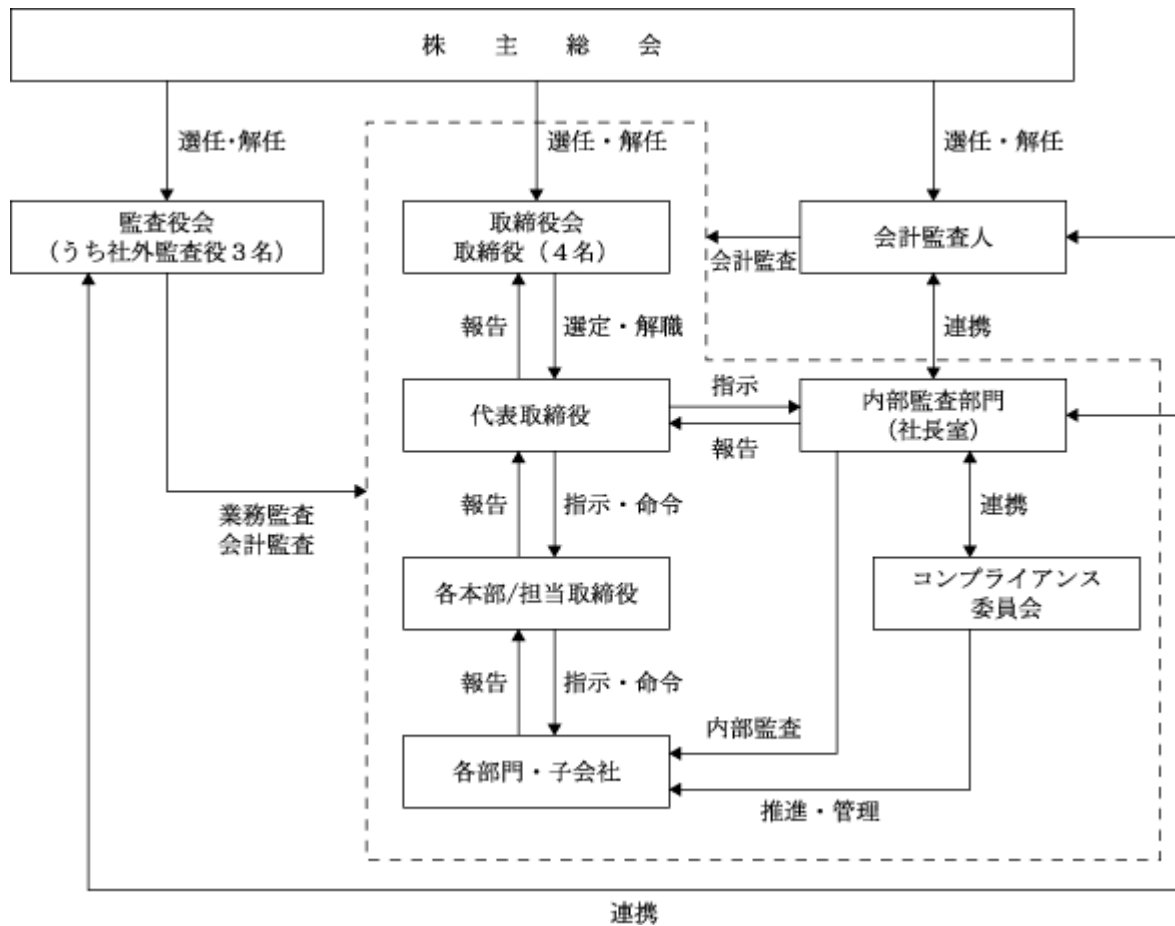 株主総会
選任・解任
選任・解任
選任・解任
監査役会
(うち社外監査役3名)
取締役会
取締役（4名）
会計監査人
会計監査
報告
選定・解職
連携
代表取締役
指示
報告
内部監査部門
(社長室)
業務監査
会計監査
報告
指示・命令
連携
各本部/担当取締役
コンプライアンス
委員会
報告
指示・命令
内部監査
各部門・子会社
推進・管理
連携